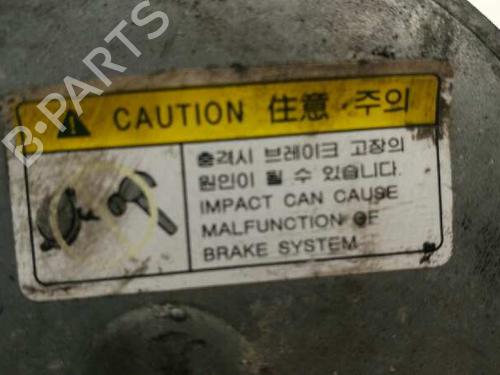 B-PARTS
CAUTION 住意·주의
충격시 브레이크 고장의
원인이 될 수 있습니다.
IMPACT CAN CAUSE
MALFUNCTION OF
BRAKE SYSTEM